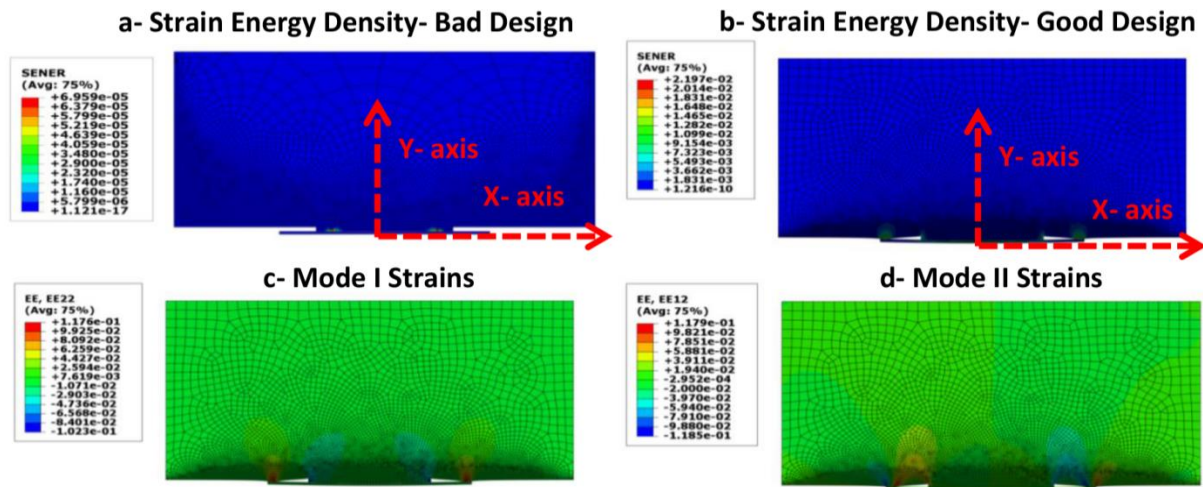 a- Strain Energy Density- Bad Design
SENER
(Avg: 75%)
+6.959e-05
+6.379e-05
+5.799e-05
+5.219e-05
+4.639e-05
+4.059e-05
+3.480e-05
+2.900e-05
+2.320e-05
+1.740e-05
+1.160e-05
+5.799e-06
+1.121e-17
Y- axis
X- axis
b- Strain Energy Density- Good Design
SENER
(Avg: 75%)
+2.197e-02
+2.014e-02
+1.831e-02
+1.648e-02
+1.465e-02
+1.282e-02
+1.099e-02
+9.154e-03
+7.323e-03
+5.493e-03
+3.662e-03
+1.831e-03
+1.216e-10
Y- axis
X- axis
c- Mode I Strains
EE, EE22
(Avg: 75%)
+1.176e-01
+9.925e-02
+8.092e-02
+6.259e-02
+4.427e-02
+2.594e-02
+7.619e-03
-1.071e-02
-2.903e-02
-4.736e-02
-6.568e-02
-8.401e-02
-1.023e-01
d- Mode II Strains
EE, EE12
(Avg: 75%)
+1.179e-01
+9.821e-02
+7.851e-02
+5.881e-02
+3.911e-02
+1.940e-02
-2.952e-04
-2.000e-02
-3.970e-02
-5.940e-02
-7.910e-02
-9.880e-02
-1.185e-01